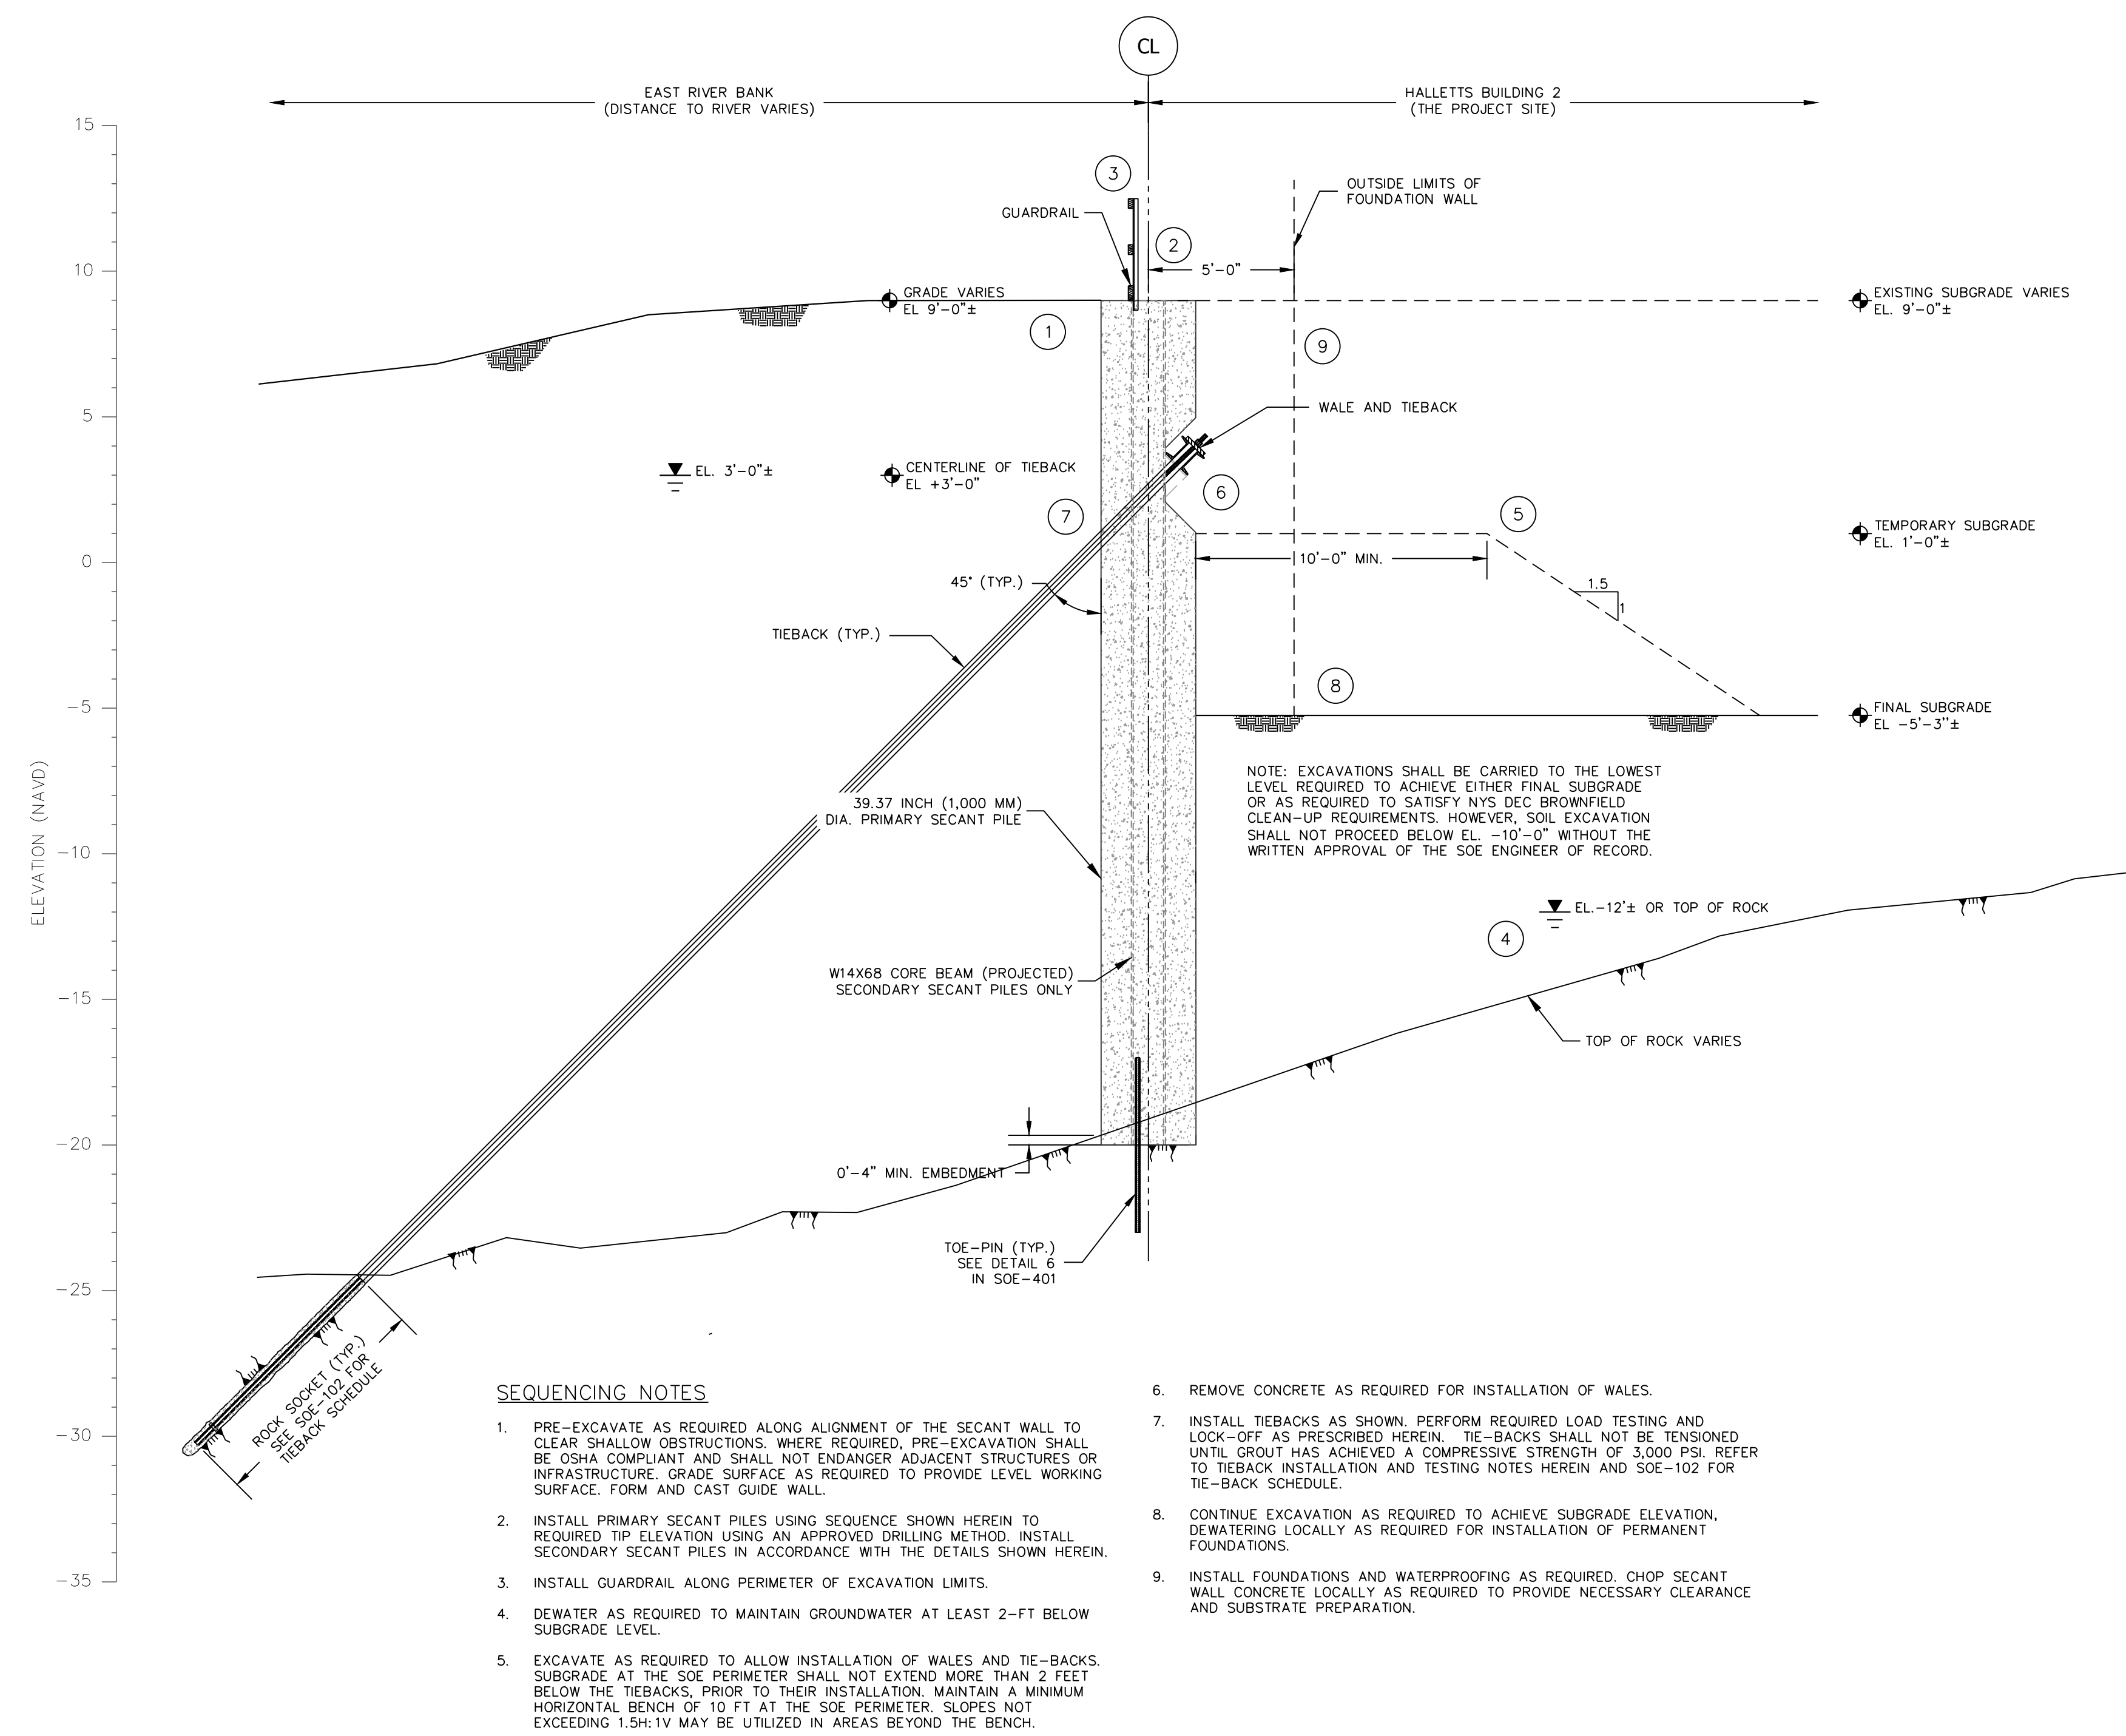 CL
EAST RIVER BANK
(DISTANCE TO RIVER VARIES)
HALLETTS BUILDING 2
(THE PROJECT SITE)
15
10
5
0
-5
-10
-15
-20
-25
-30
-35
ELEVATION (NAVD)
3
GUARDRAIL
2
5'-0"
OUTSIDE LIMITS OF
FOUNDATION WALL
GRADE VARIES
EL 9'-0"±
1
9
EXISTING SUBGRADE VARIES
EL. 9'-0"±
WALE AND TIEBACK
EL. 3'-0"±
CENTERLINE OF TIEBACK
EL +3'-0"
6
7
5
TEMPORARY SUBGRADE
EL. 1'-0"±
10'-0" MIN.
1.5
1
45° (TYP.)
TIEBACK (TYP.)
8
FINAL SUBGRADE
EL -5'-3"±
NOTE: EXCAVATIONS SHALL BE CARRIED TO THE LOWEST
LEVEL REQUIRED TO ACHIEVE EITHER FINAL SUBGRADE
OR AS REQUIRED TO SATISFY NYS DEC BROWNFIELD
CLEAN-UP REQUIREMENTS. HOWEVER, SOIL EXCAVATION
SHALL NOT PROCEED BELOW EL. -10'-0" WITHOUT THE
WRITTEN APPROVAL OF THE SOE ENGINEER OF RECORD.
39.37 INCH (1,000 MM)
DIA. PRIMARY SECANT PILE
EL.-12'± OR TOP OF ROCK
4
W14X68 CORE BEAM (PROJECTED)
SECONDARY SECANT PILES ONLY
TOP OF ROCK VARIES
0'-4" MIN. EMBEDMENT
TOE-PIN (TYP.)
SEE DETAIL 6
IN SOE-401
ROCK SOCKET (TYP.)
SEE SOE-102 FOR
TIEBACK SCHEDULE
SEQUENCING NOTES
1. PRE-EXCAVATE AS REQUIRED ALONG ALIGNMENT OF THE SECANT WALL TO
CLEAR SHALLOW OBSTRUCTIONS. WHERE REQUIRED, PRE-EXCAVATION SHALL
BE OSHA COMPLIANT AND SHALL NOT ENDANGER ADJACENT STRUCTURES OR
INFRASTRUCTURE. GRADE SURFACE AS REQUIRED TO PROVIDE LEVEL WORKING
SURFACE. FORM AND CAST GUIDE WALL.
2. INSTALL PRIMARY SECANT PILES USING SEQUENCE SHOWN HEREIN TO
REQUIRED TIP ELEVATION USING AN APPROVED DRILLING METHOD. INSTALL
SECONDARY SECANT PILES IN ACCORDANCE WITH THE DETAILS SHOWN HEREIN.
3. INSTALL GUARDRAIL ALONG PERIMETER OF EXCAVATION LIMITS.
4. DEWATER AS REQUIRED TO MAINTAIN GROUNDWATER AT LEAST 2-FT BELOW
SUBGRADE LEVEL.
5. EXCAVATE AS REQUIRED TO ALLOW INSTALLATION OF WALES AND TIE-BACKS.
SUBGRADE AT THE SOE PERIMETER SHALL NOT EXTEND MORE THAN 2 FEET
BELOW THE TIEBACKS, PRIOR TO THEIR INSTALLATION. MAINTAIN A MINIMUM
HORIZONTAL BENCH OF 10 FT AT THE SOE PERIMETER. SLOPES NOT
EXCEEDING 1.5H:1V MAY BE UTILIZED IN AREAS BEYOND THE BENCH.
6. REMOVE CONCRETE AS REQUIRED FOR INSTALLATION OF WALES.
7. INSTALL TIEBACKS AS SHOWN. PERFORM REQUIRED LOAD TESTING AND
LOCK-OFF AS PRESCRIBED HEREIN. TIE-BACKS SHALL NOT BE TENSIONED
UNTIL GROUT HAS ACHIEVED A COMPRESSIVE STRENGTH OF 3,000 PSI. REFER
TO TIEBACK INSTALLATION AND TESTING NOTES HEREIN AND SOE-102 FOR
TIE-BACK SCHEDULE.
8. CONTINUE EXCAVATION AS REQUIRED TO ACHIEVE SUBGRADE ELEVATION,
DEWATERING LOCALLY AS REQUIRED FOR INSTALLATION OF PERMANENT
FOUNDATIONS.
9. INSTALL FOUNDATIONS AND WATERPROOFING AS REQUIRED. CHOP SECANT
WALL CONCRETE LOCALLY AS REQUIRED TO PROVIDE NECESSARY CLEARANCE
AND SUBSTRATE PREPARATION.